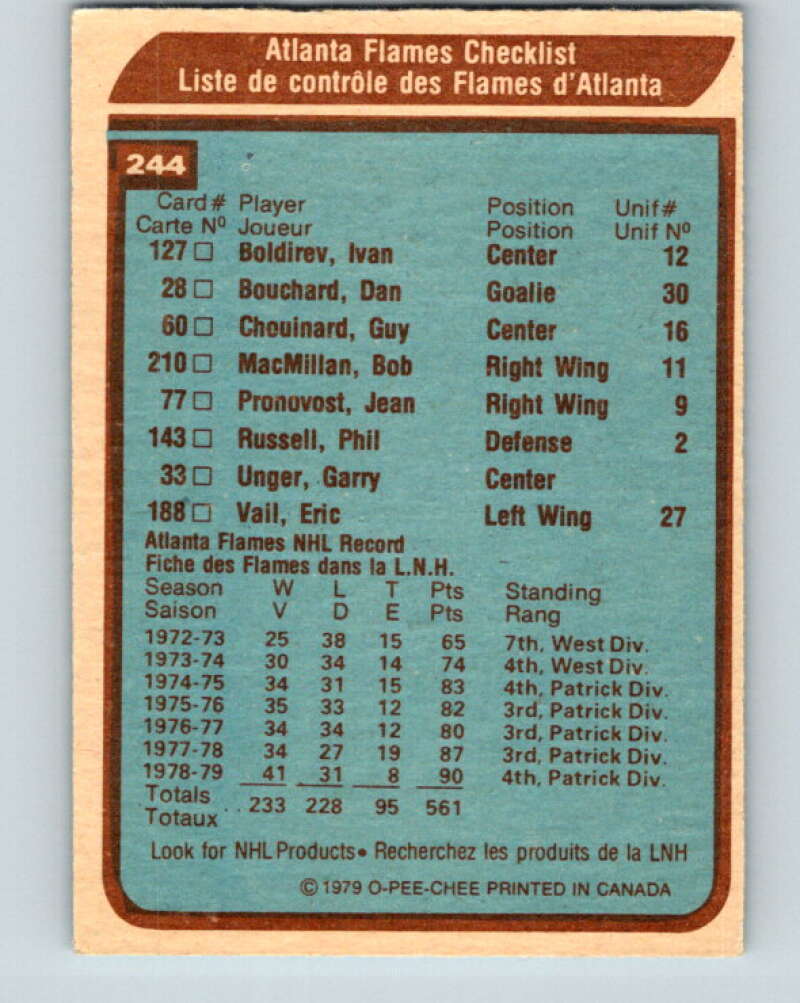 Atlanta Flames Checklist
Liste de contrôle des Flames d'Atlanta
244
Card # Player Position Unif #
Carte Nº Joueur Position Unif Nº
127 □ Boldirev, Ivan Center 12
28 □ Bouchard, Dan Goalie 30
60 □ Chouinard, Guy Center 16
210 □ MacMillan, Bob Right Wing 11
77 □ Pronovost, Jean Right Wing 9
143 □ Russell, Phil Defense 2
33 □ Unger, Garry Center
188 □ Vail, Eric Left Wing 27
Atlanta Flames NHL Record
Fiche des Flames dans la L.N.H.
Season W L T Pts Standing
Saison V D E Pts Rang
1972-73 25 38 15 65 7th, West Div.
1973-74 30 34 14 74 4th, West Div.
1974-75 34 31 15 83 4th, Patrick Div.
1975-76 35 33 12 82 3rd, Patrick Div.
1976-77 34 34 12 80 3rd, Patrick Div.
1977-78 34 27 19 87 3rd, Patrick Div.
1978-79 41 31 8 90 4th, Patrick Div.
Totals
Totaux . . 233 228 95 561
Look for NHL Products • Recherchez les produits de la LNH
© 1979 O-PEE-CHEE PRINTED IN CANADA